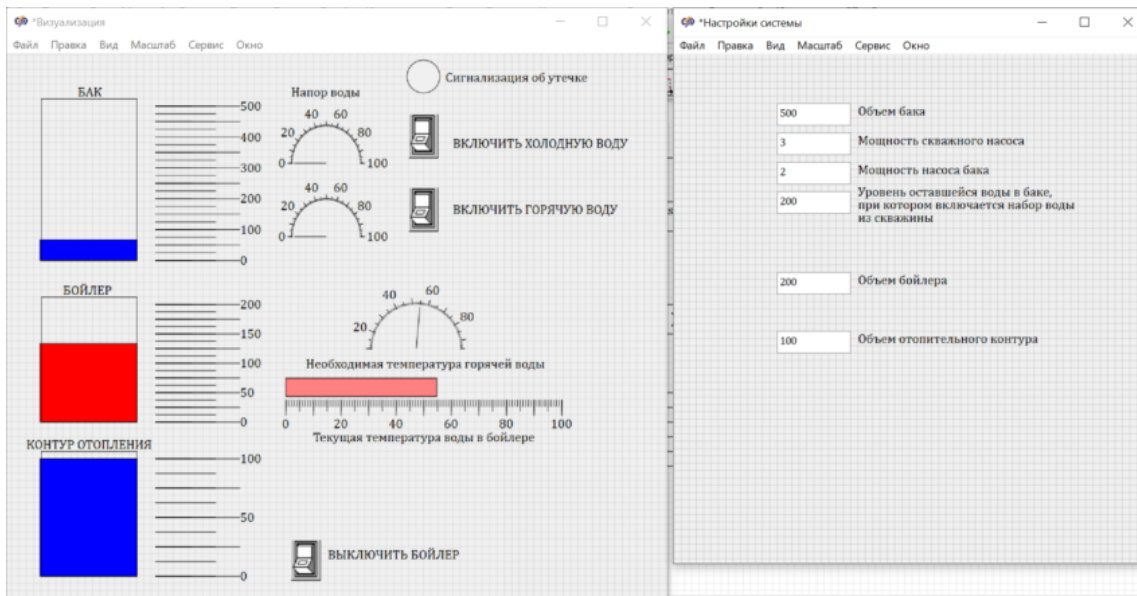 *Визуализация
Файл Правка Вид Масштаб Сервис Окно
Сигнализация об утечке
БАК
500
400
300
200
100
0
Напор воды
0 20 40 60 80 100
ВКЛЮЧИТЬ ХОЛОДНУЮ ВОДУ
0 20 40 60 80 100
ВКЛЮЧИТЬ ГОРЯЧУЮ ВОДУ
БОЙЛЕР
200
150
100
50
0
20 40 60 80
Необходимая температура горячей воды
0 20 40 60 80 100
Текущая температура воды в бойлере
КОНТУР ОТОПЛЕНИЯ
100
50
0
ВЫКЛЮЧИТЬ БОЙЛЕР
*Настройки системы
Файл Правка Вид Масштаб Сервис Окно
500 Объем бака
3 Мощность скважного насоса
2 Мощность насоса бака
200 Уровень оставшейся воды в баке,
при котором включается набор воды
из скважины
200 Объем бойлера
100 Объем отопительного контура